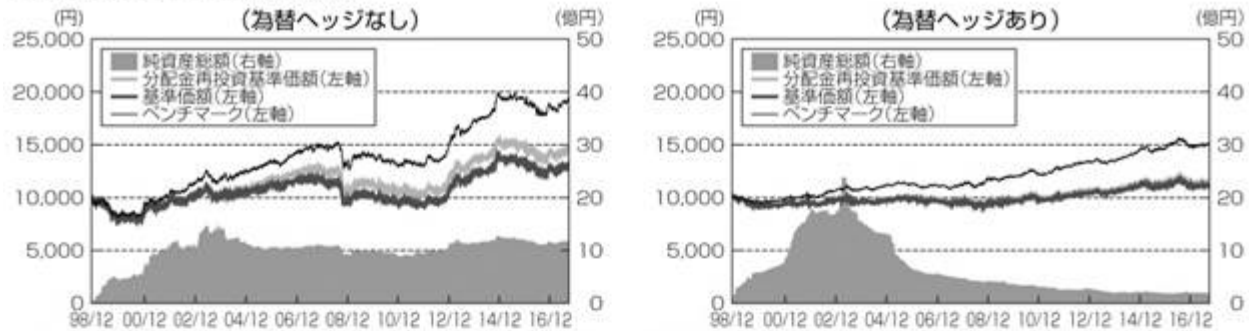 (円) (為替ヘッジなし) (億円)
25,000 50
純資産総額(右軸)
分配金再投資基準価額(左軸)
基準価額(左軸)
ベンチマーク(左軸)
20,000 40
15,000 30
10,000 20
5,000 10
0 0
98/12 00/12 02/12 04/12 06/12 08/12 10/12 12/12 14/12 16/12
(円) (為替ヘッジあり) (億円)
25,000 50
純資産総額(右軸)
分配金再投資基準価額(左軸)
基準価額(左軸)
ベンチマーク(左軸)
20,000 40
15,000 30
10,000 20
5,000 10
0 0
98/12 00/12 02/12 04/12 06/12 08/12 10/12 12/12 14/12 16/12